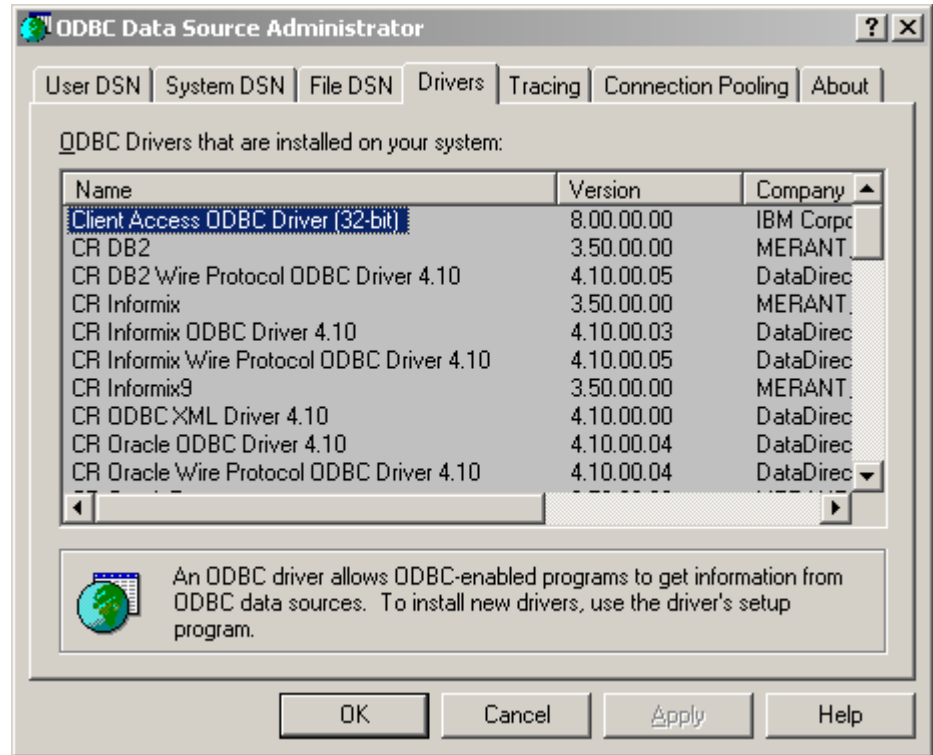 ODBC Data Source Administrator
User DSN System DSN File DSN Drivers Tracing Connection Pooling About
ODBC Drivers that are installed on your system:
Name Version Company
Client Access ODBC Driver (32-bit) 8.00.00.00 IBM Corpo
CR DB2 3.50.00.00 MERANT
CR DB2 Wire Protocol ODBC Driver 4.10 4.10.00.05 DataDirec
CR Informix 3.50.00.00 MERANT,
CR Informix ODBC Driver 4.10 4.10.00.03 DataDirec
CR Informix Wire Protocol ODBC Driver 4.10 4.10.00.05 DataDirec
CR Informix9 3.50.00.00 MERANT,
CR ODBC XML Driver 4.10 4.10.00.00 DataDirec
CR Oracle ODBC Driver 4.10 4.10.00.04 DataDirec
CR Oracle Wire Protocol ODBC Driver 4.10 4.10.00.04 DataDirec
An ODBC driver allows ODBC-enabled programs to get information from
ODBC data sources. To install new drivers, use the driver's setup
program.
OK Cancel Apply Help